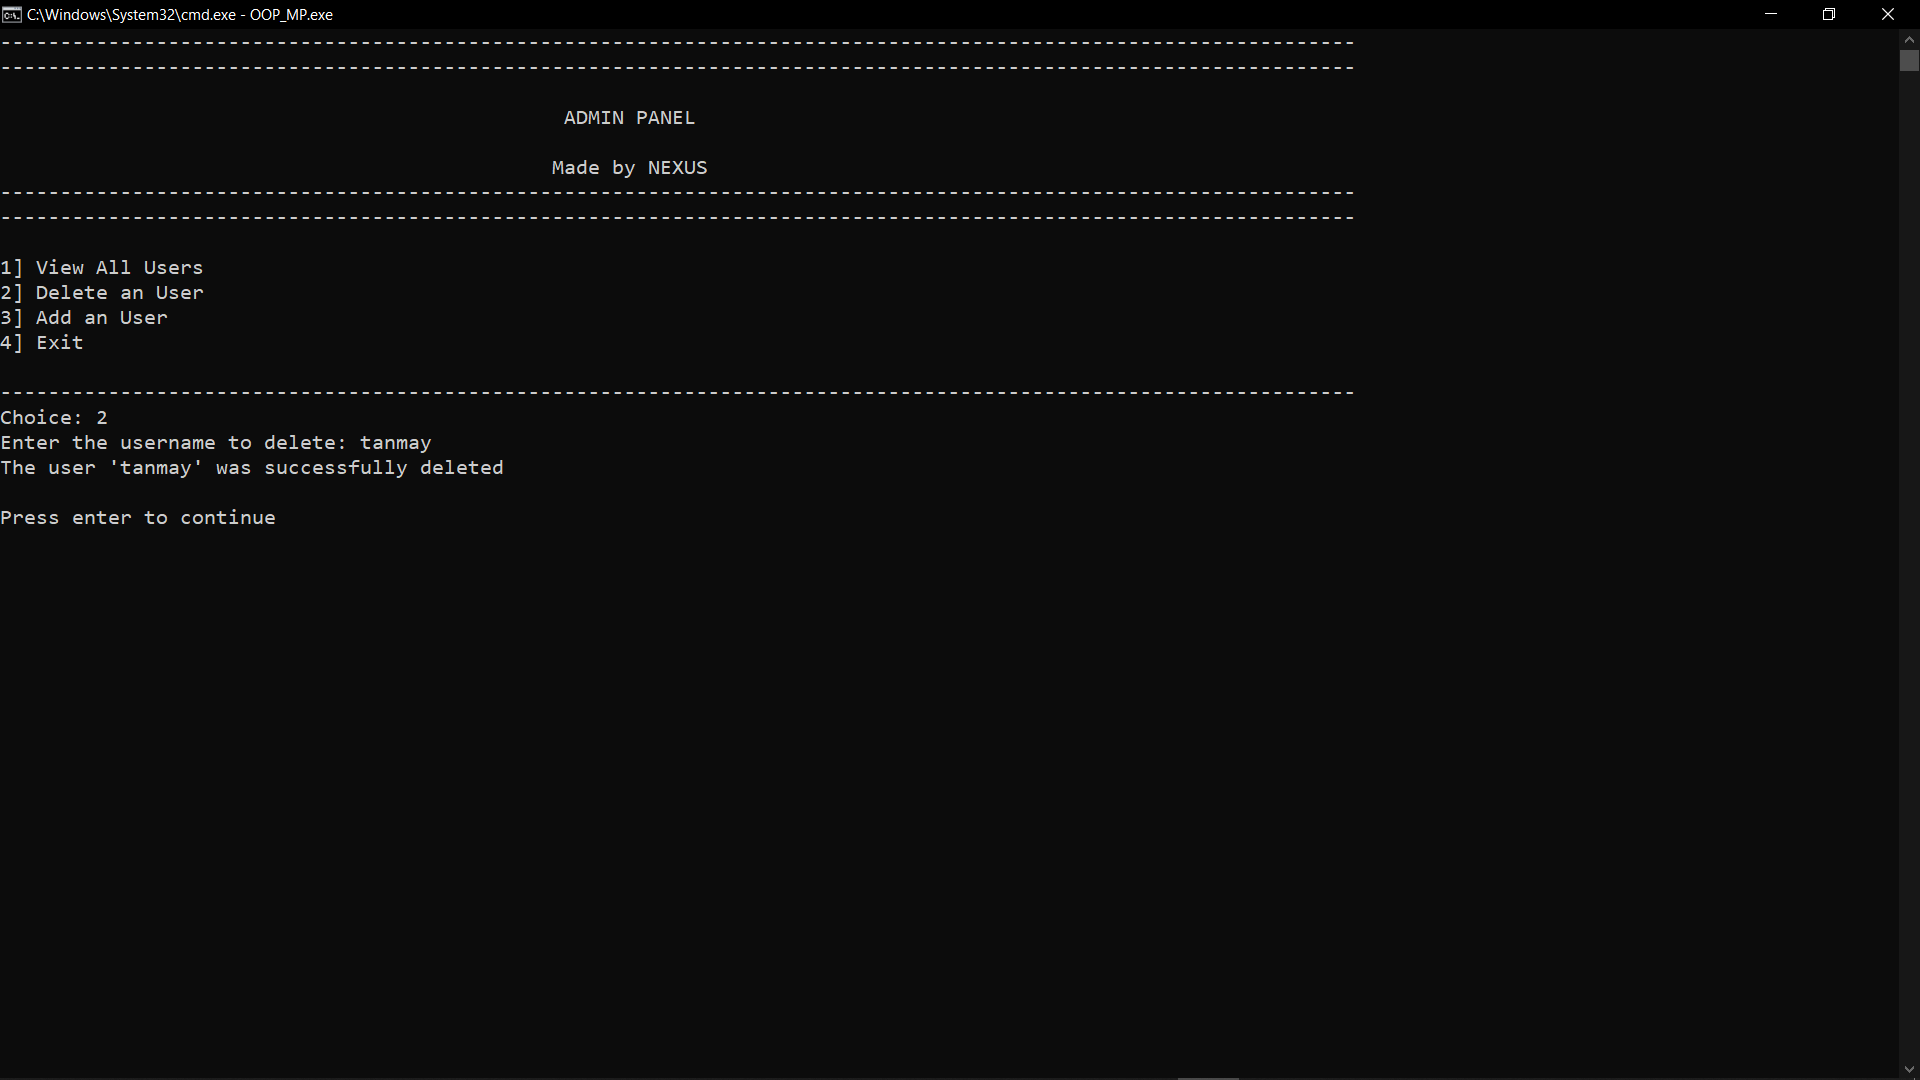 C:\Windows\System32\cmd.exe - OOP_MP.exe
-----------------------------------------------------------------------------------------------------------------
-----------------------------------------------------------------------------------------------------------------
ADMIN PANEL
Made by NEXUS
-----------------------------------------------------------------------------------------------------------------
-----------------------------------------------------------------------------------------------------------------
1] View All Users
2] Delete an User
3] Add an User
4] Exit
-----------------------------------------------------------------------------------------------------------------
Choice: 2
Enter the username to delete: tanmay
The user 'tanmay' was successfully deleted
Press enter to continue